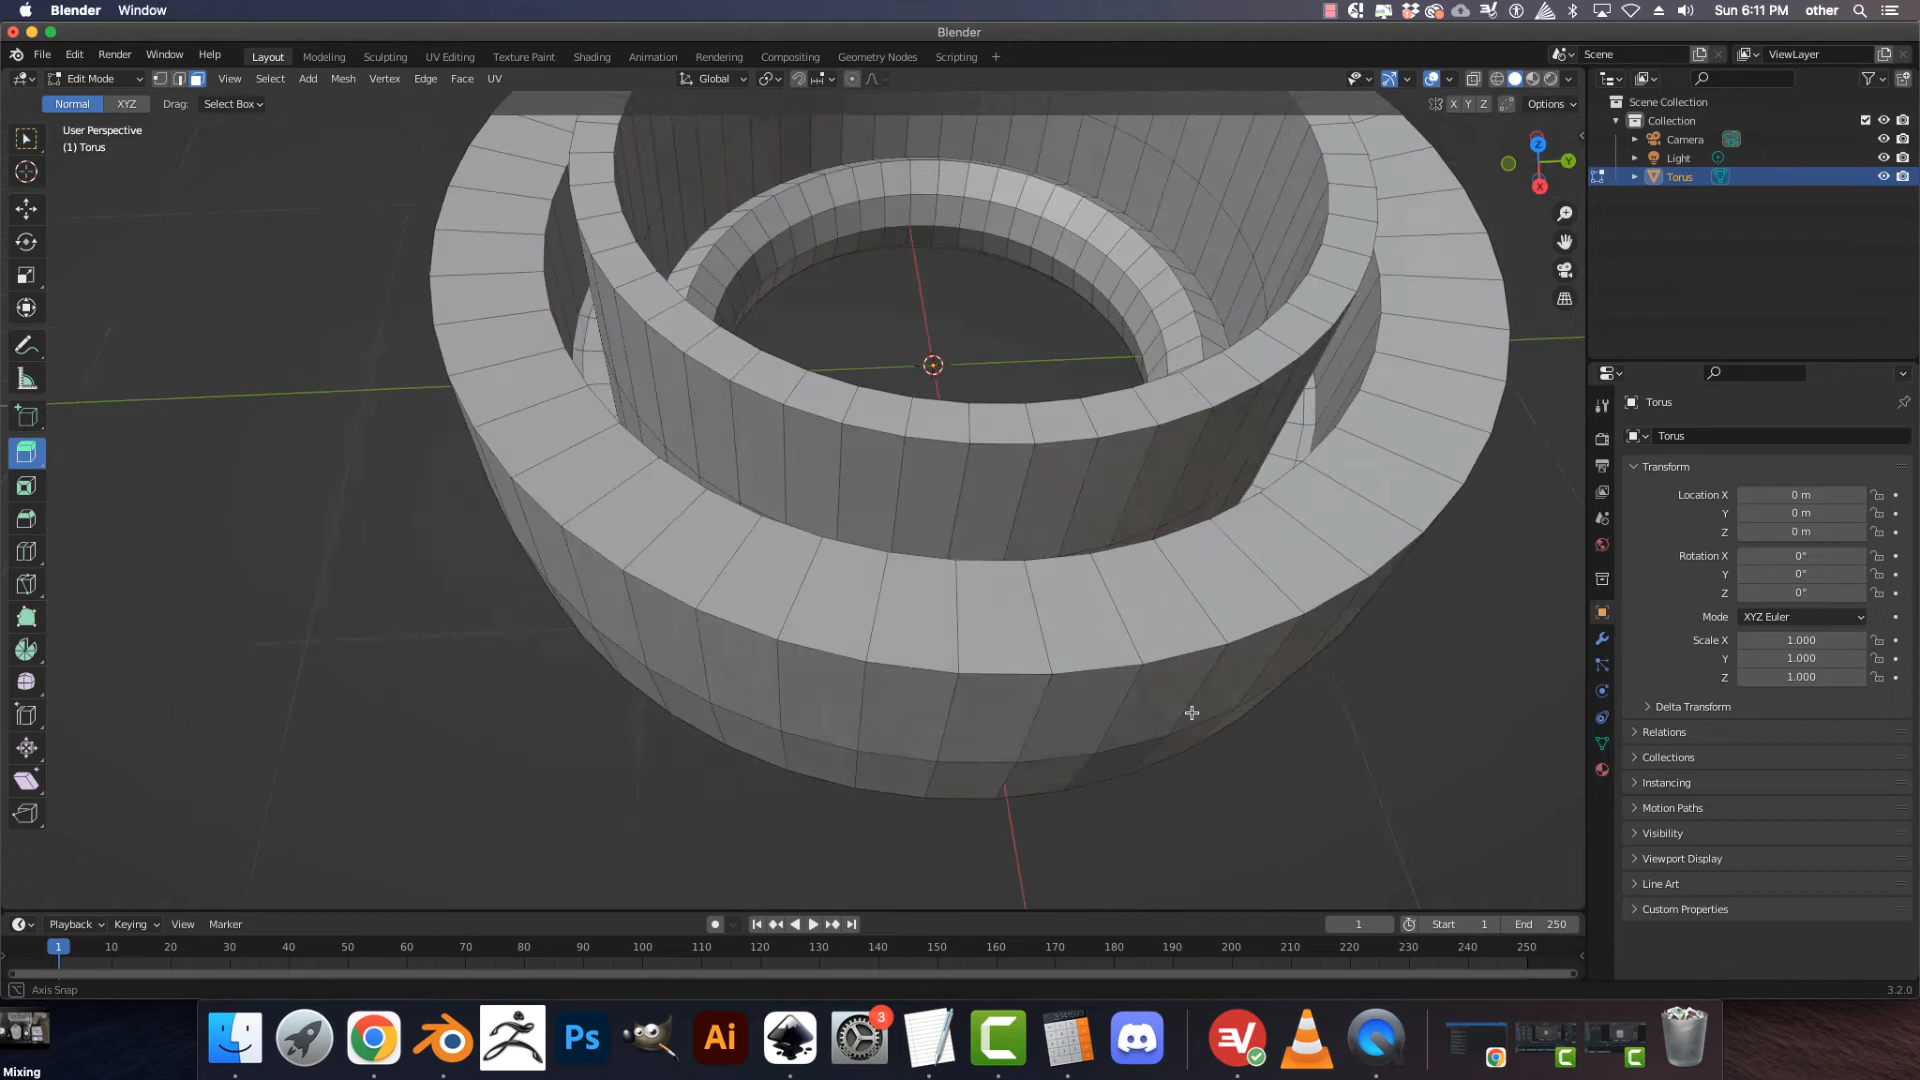 Blender Window Sun 6:11 PM other
Blender
File Edit Render Window Help Layout Modeling Sculpting UV Editing Texture Paint Shading Animation Rendering Compositing Geometry Nodes Scripting + Scene ViewLayer
Edit Mode View Select Add Mesh Vertex Edge Face UV Global
Normal XYZ Drag: Select Box X Y Z Options
User Perspective
(1) Torus
Z
Y
X
Scene Collection
Collection
Camera
Light
Torus
Torus
Torus
Transform
Location X 0 m
Y 0 m
Z 0 m
Rotation X 0°
Y 0°
Z 0°
Mode XYZ Euler
Scale X 1.000
Y 1.000
Z 1.000
Delta Transform
Relations
Collections
Instancing
Motion Paths
Visibility
Viewport Display
Line Art
Custom Properties
Playback Keying View Marker 1 Start 1 End 250
1 10 20 30 40 50 60 70 80 90 100 110 120 130 140 150 160 170 180 190 200 210 220 230 240 250
Axis Snap 3.2.0
3
Ps Ai
3.141593
Mixing